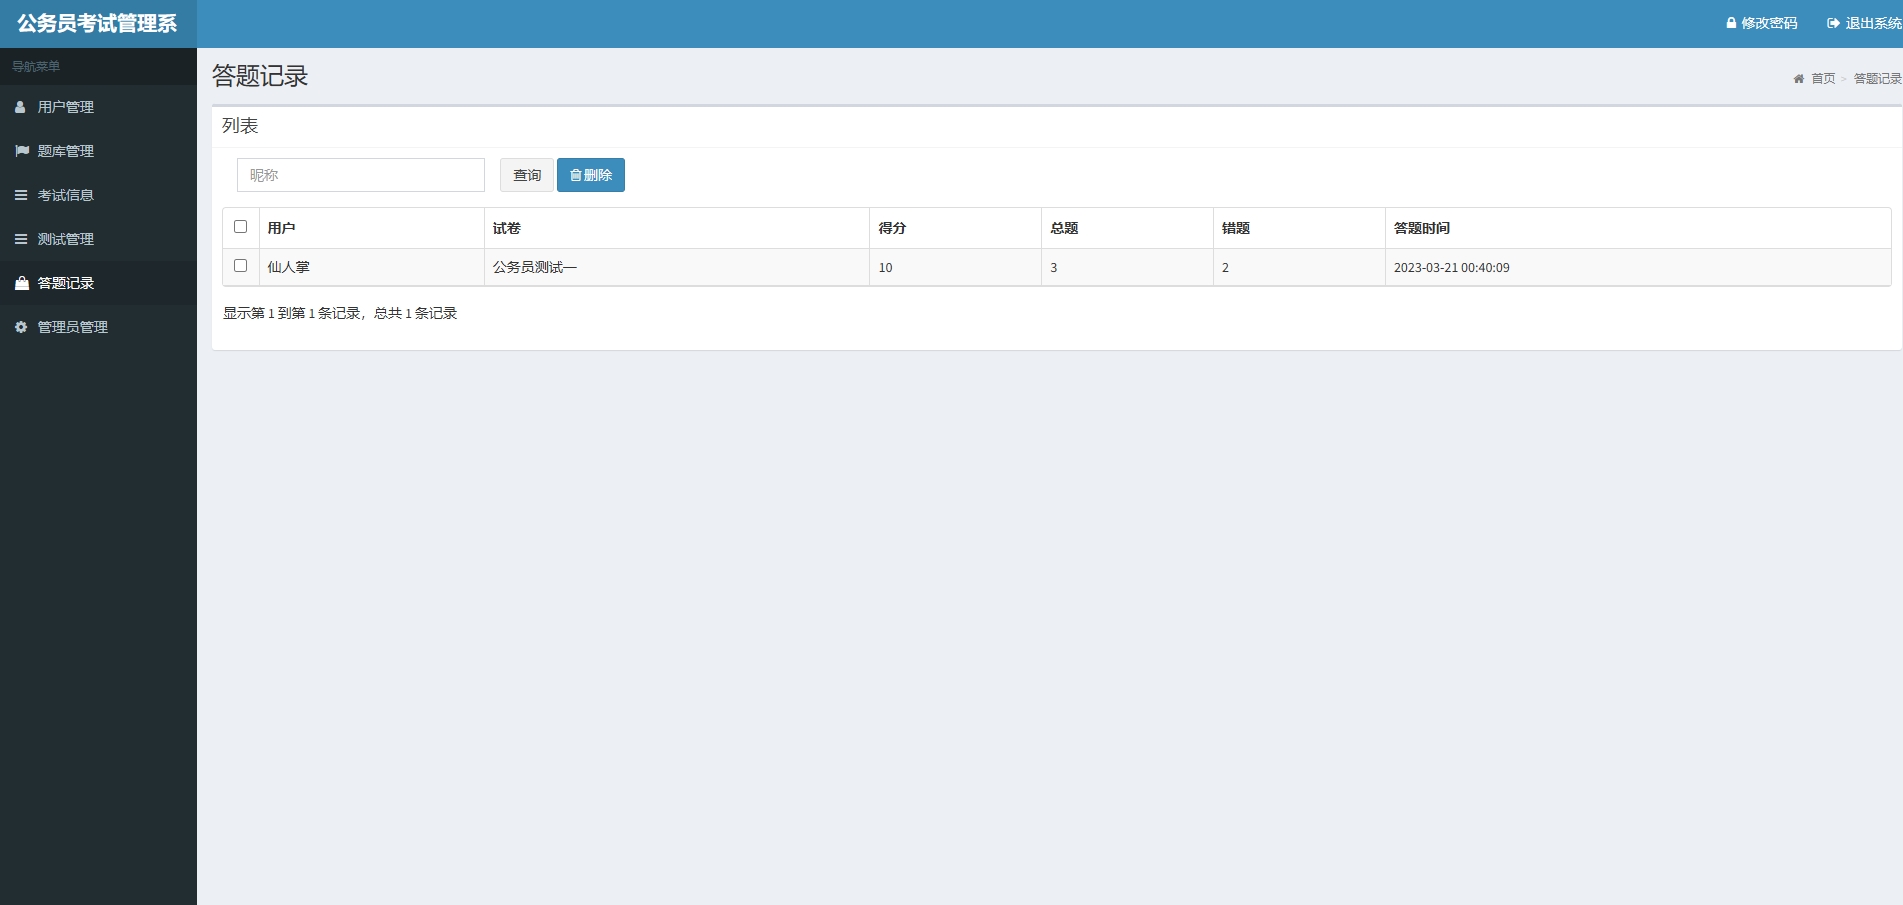 公务员考试管理系
修改密码 退出系统
导航菜单
用户管理
题库管理
考试信息
测试管理
答题记录
管理员管理
答题记录
首页 > 答题记录
列表
昵称 查询 删除
用户 试卷 得分 总题 错题 答题时间
仙人掌 公务员测试一 10 3 2 2023-03-21 00:40:09
显示第 1 到第 1 条记录，总共 1 条记录